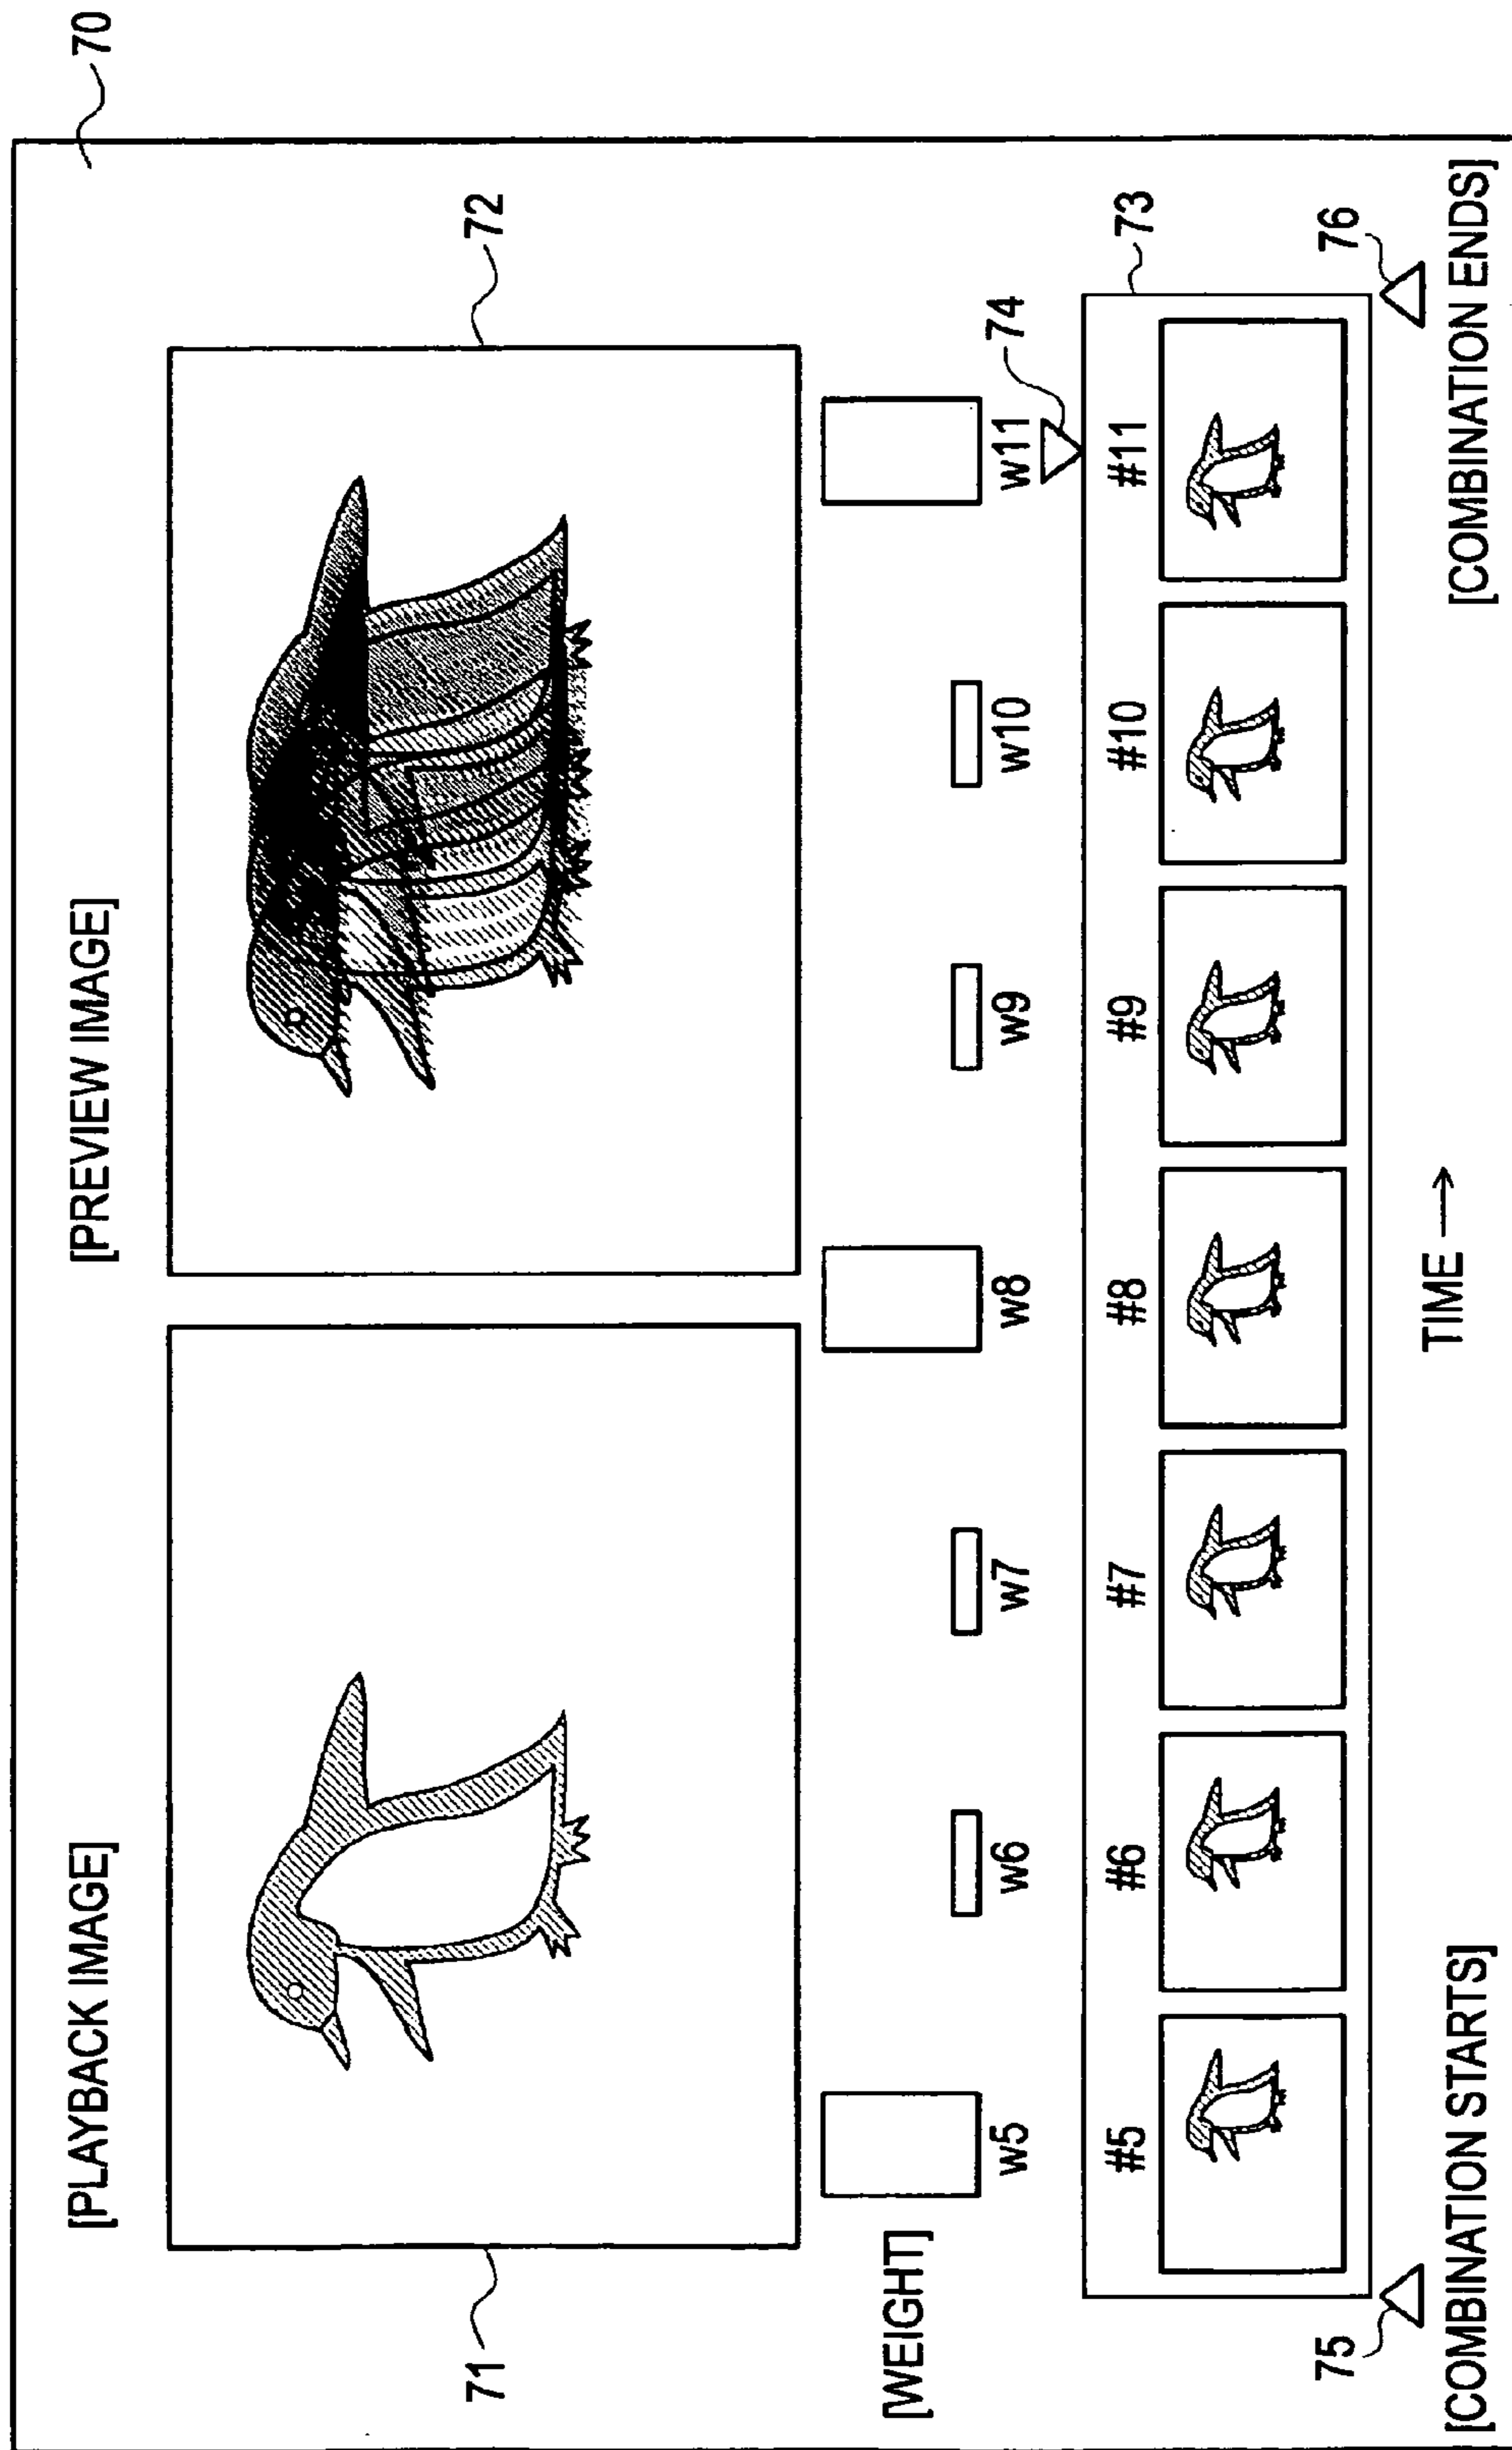 70
[PLAYBACK IMAGE]
[PREVIEW IMAGE]
71
72
[WEIGHT]
w5
w6
w7
w8
w9
w10
w11
74
73
#5
#6
#7
#8
#9
#10
#11
75
76
TIME →
[COMBINATION STARTS]
[COMBINATION ENDS]